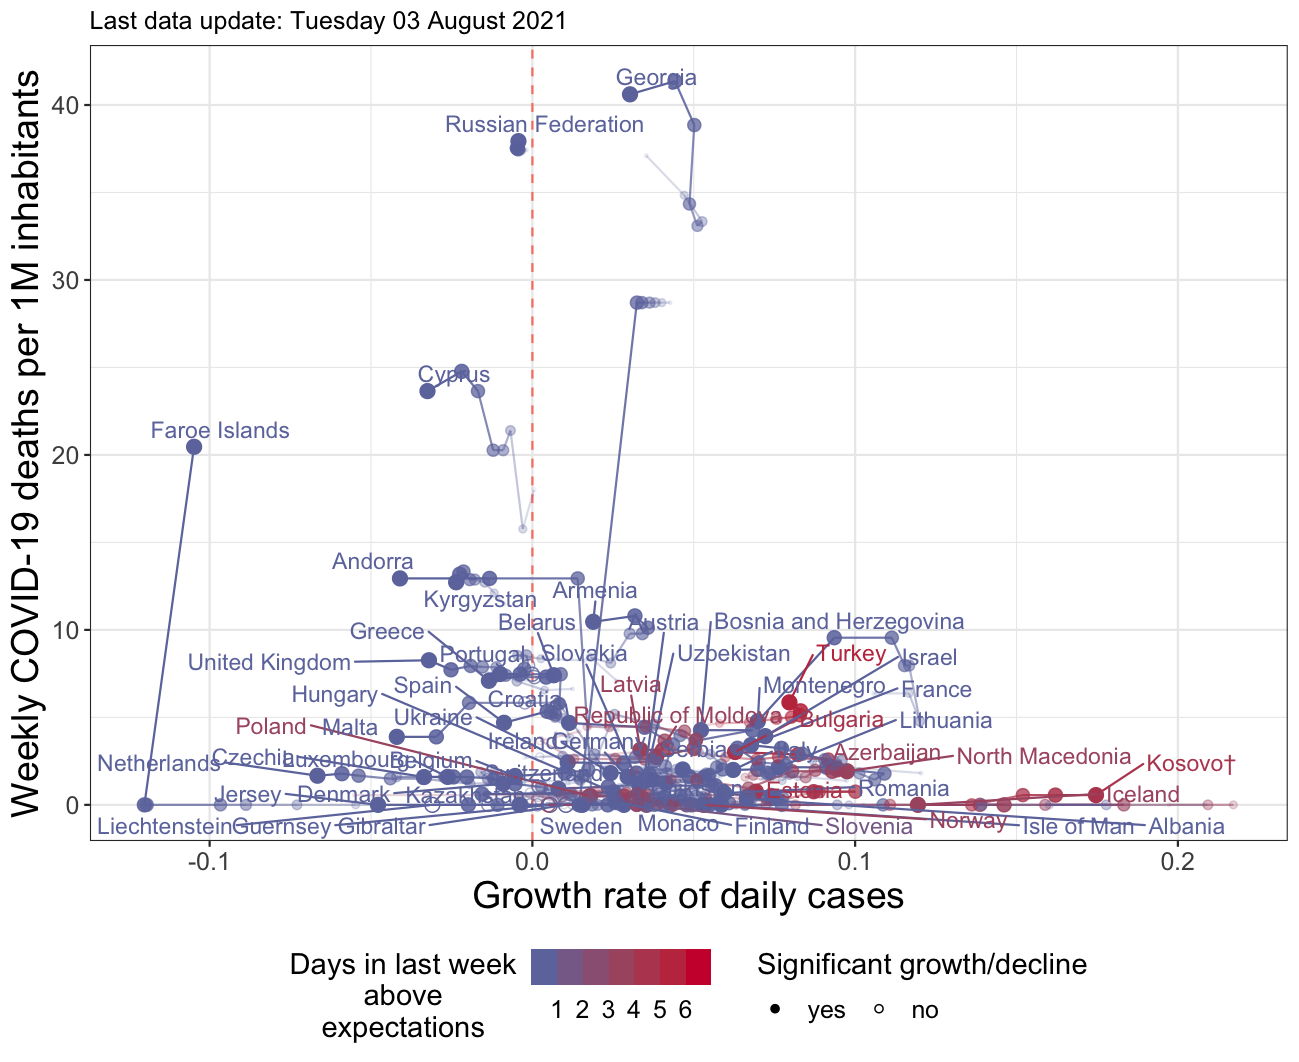 Last data update: Tuesday 03 August 2021
Weekly COVID-19 deaths per 1M inhabitants
40
30
20
10
0
Georgia
Russian Federation
Cyprus
Faroe Islands
Andorra
Kyrgyzstan
Armenia
Belarus
Austria
Bosnia and Herzegovina
Greece
United Kingdom
Portugal
Slovakia
Uzbekistan
Turkey
Israel
Hungary
Spain
Latvia
Montenegro
France
Croatia
Poland
Malta
Ukraine
Republic of Moldova
Bulgaria
Lithuania
Ireland
Germany
Serbia
Italy
Azerbaijan
North Macedonia
Kosovo†
Netherlands
Czechia
Luxembourg
Belgium
Switzerland
Jersey
Denmark
Kazakhstan
Estonia
Romania
Iceland
Liechtenstein
Guernsey
Gibraltar
Sweden
Monaco
Finland
Slovenia
Norway
Isle of Man
Albania
-0.1
0.0
0.1
0.2
Growth rate of daily cases
Days in last week
above
expectations
1 2 3 4 5 6
Significant growth/decline
yes
no